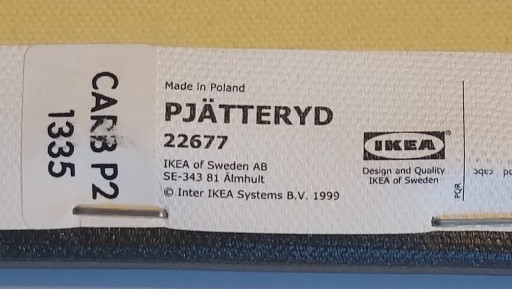 CARB P2
1335
Made in Poland
PJÄTTERYD
22677
IKEA of Sweden AB
SE-343 81 Älmhult
© Inter IKEA Systems B.V. 1999
IKEA
Design and Quality
IKEA of Sweden
PQR